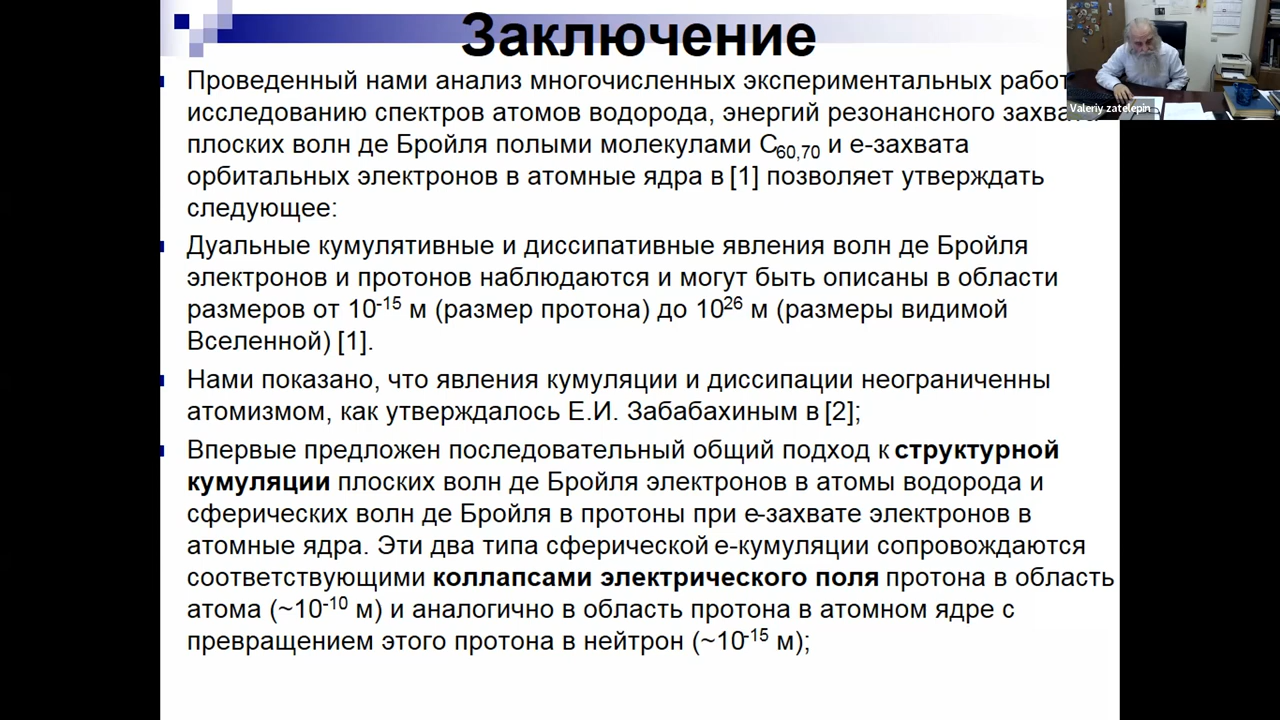 Заключение
Проведенный нами анализ многочисленных экспериментальных работ
исследованию спектров атомов водорода, энергий резонансного захвата
плоских волн де Бройля полыми молекулами C60,70 и е-захвата
орбитальных электронов в атомные ядра в [1] позволяет утверждать
следующее:
Дуальные кумулятивные и диссипативные явления волн де Бройля
электронов и протонов наблюдаются и могут быть описаны в области
размеров от 10-15 м (размер протона) до 1026 м (размеры видимой
Вселенной) [1].
Нами показано, что явления кумуляции и диссипации неограниченны
атомизмом, как утверждалось Е.И. Забабахиным в [2];
Впервые предложен последовательный общий подход к структурной
кумуляции плоских волн де Бройля электронов в атомы водорода и
сферических волн де Бройля в протоны при е-захвате электронов в
атомные ядра. Эти два типа сферической е-кумуляции сопровождаются
соответствующими коллапсами электрического поля протона в область
атома (~10-10 м) и аналогично в область протона в атомном ядре с
превращением этого протона в нейтрон (~10-15 м);
Valeriy zatelepin